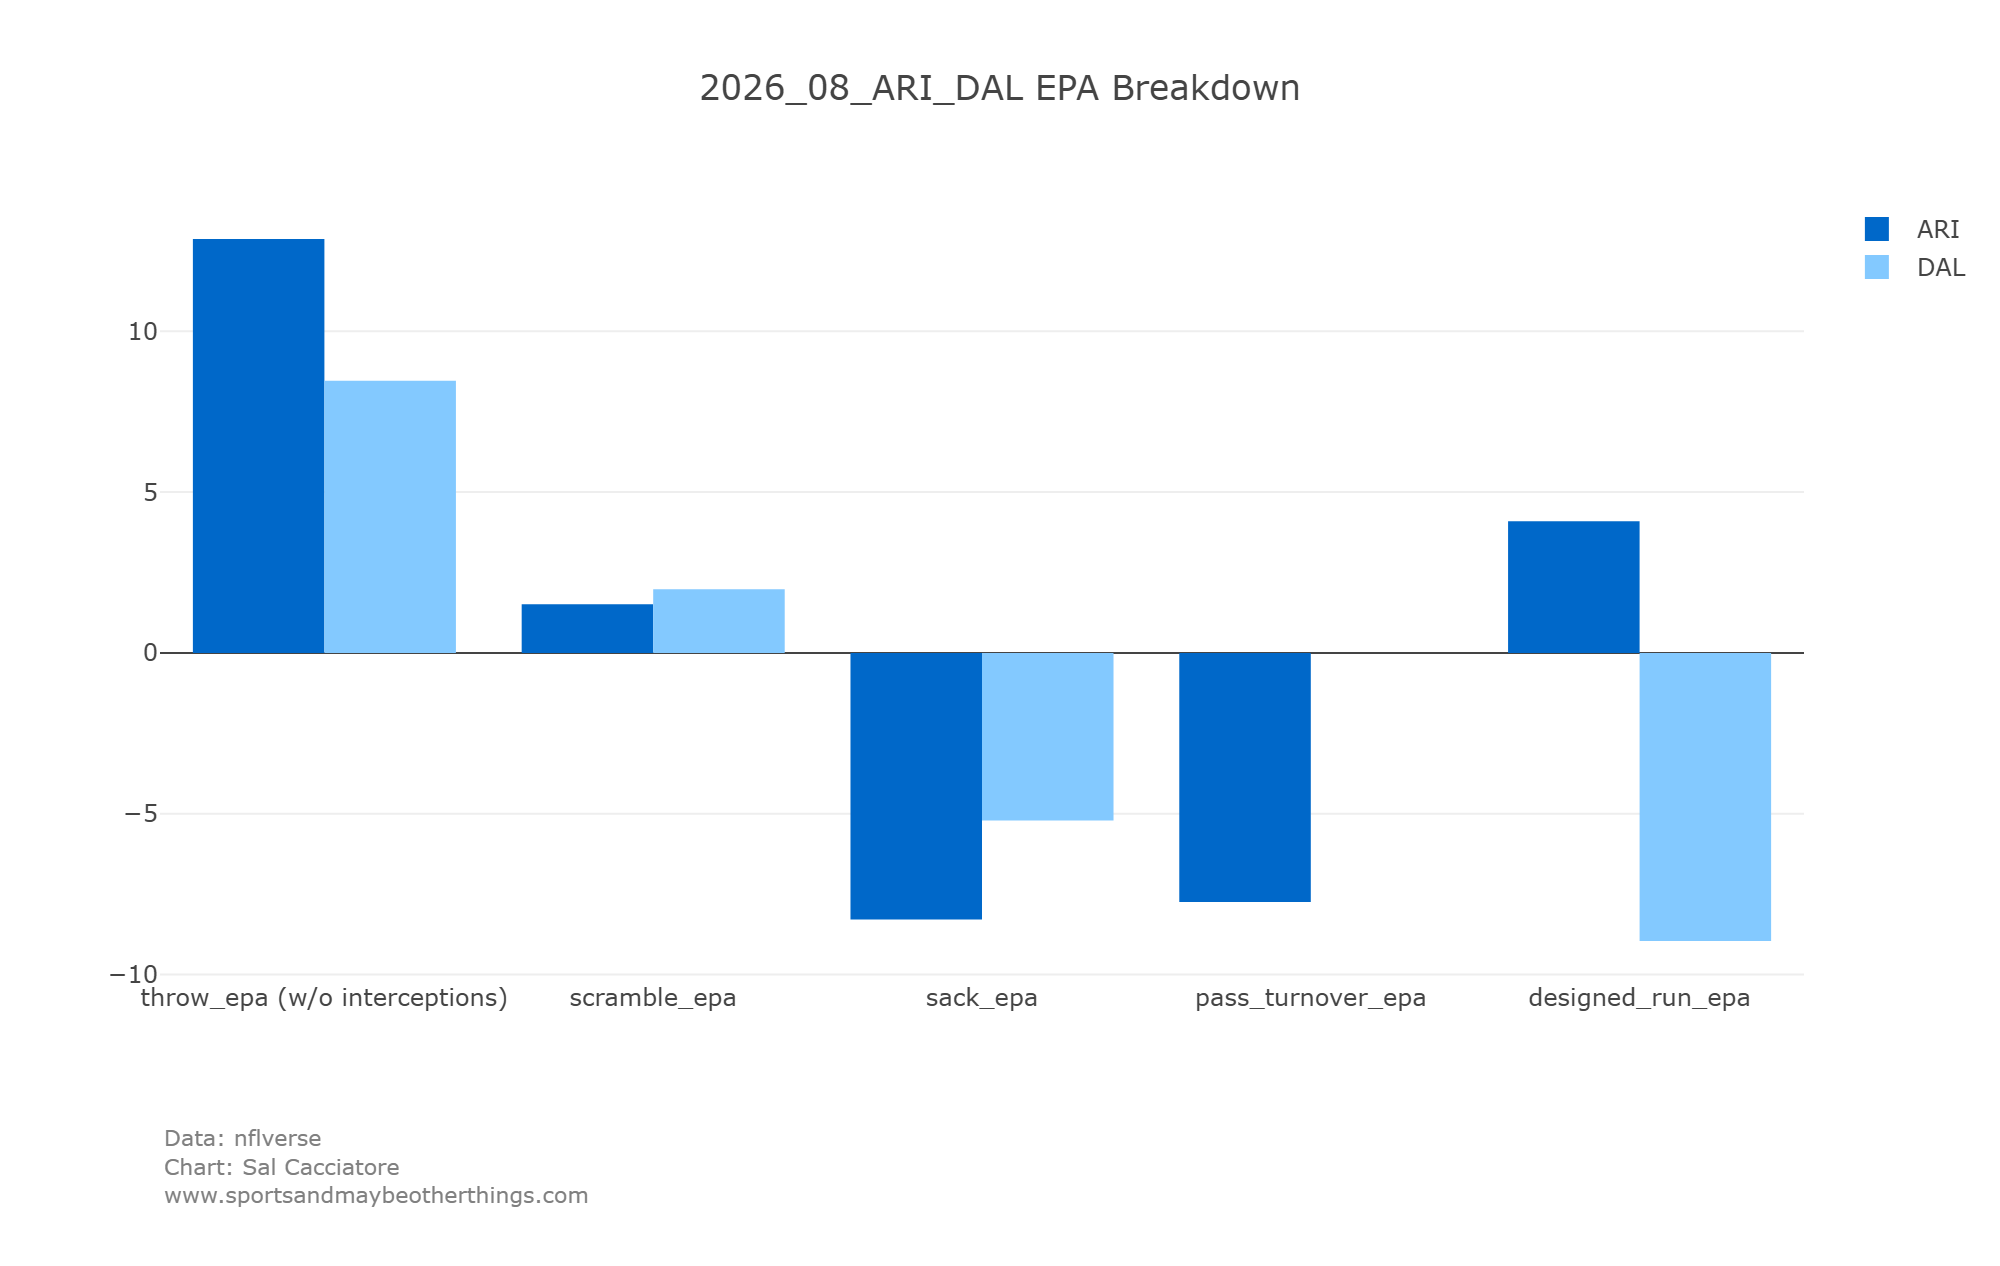 2026_08_ARI_DAL EPA Breakdown
ARI
DAL
10
5
0
−5
−10
throw_epa (w/o interceptions)
scramble_epa
sack_epa
pass_turnover_epa
designed_run_epa
Data: nflverse
Chart: Sal Cacciatore
www.sportsandmaybeotherthings.com